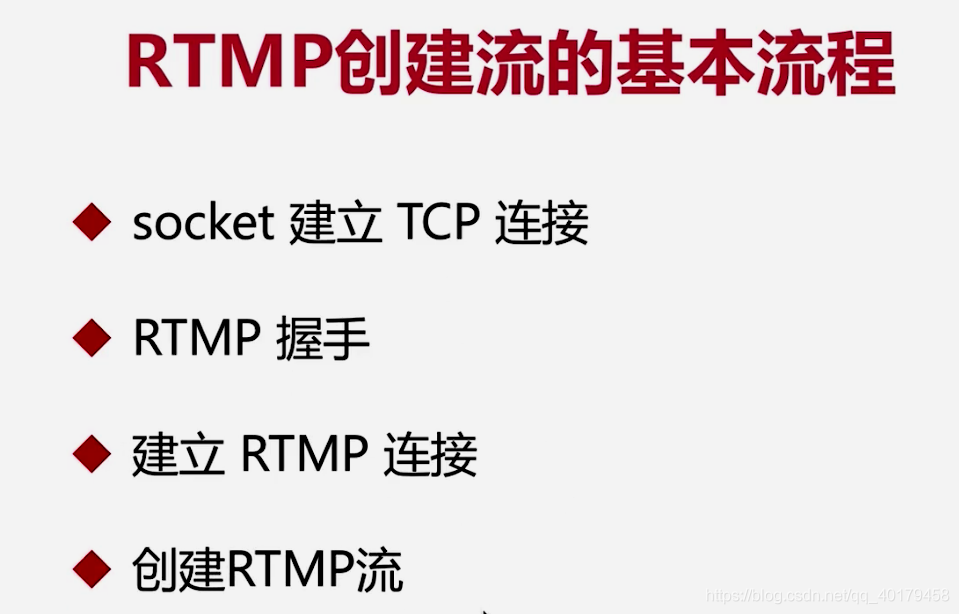 RTMP创建流的基本流程
socket 建立 TCP 连接
RTMP 握手
建立 RTMP 连接
创建RTMP流
https://blog.csdn.net/qq_40179458